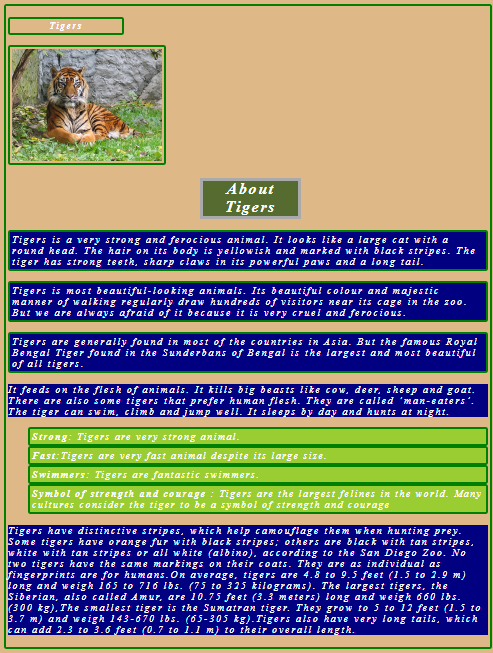 Tigers
About
Tigers
Tigers is a very strong and ferocious animal. It looks like a large cat with a
round head. The hair on its body is yellowish and marked with black stripes. The
tiger has strong teeth, sharp claws in its powerful paws and a long tail.
Tigers is most beautiful-looking animals. Its beautiful colour and majestic
manner of walking regularly draw hundreds of visitors near its cage in the zoo.
But we are always afraid of it because it is very cruel and ferocious.
Tigers are generally found in most of the countries in Asia. But the famous Royal
Bengal Tiger found in the Sunderbans of Bengal is the largest and most beautiful
of all tigers.
It feeds on the flesh of animals. It kills big beasts like cow, deer, sheep and goat.
There are also some tigers that prefer human flesh. They are called 'man-eaters'.
The tiger can swim, climb and jump well. It sleeps by day and hunts at night.
Strong: Tigers are very strong animal.
Fast:Tigers are very fast animal despite its large sise.
Swimmers: Tigers are fantastic swimmers.
Symbol of strength and courage : Tigers are the largest felines in the world. Many
cultures consider the tiger to be a symbol of strength and courage
Tigers have distinctive stripes, which help camouflage them when hunting prey.
Some tigers have orange fur with black stripes; others are black with tan stripes,
white with tan stripes or all white (albino), according to the San Diego Zoo. No
two tigers have the same markings on their coats. They are as individual as
fingerprints are for humans.On average, tigers are 4.8 to 9.5 feet (1.5 to 2.9 m)
long and weigh 165 to 716 lbs. (75 to 325 kilograms). The largest tigers, the
Siberian, also called Amur, are 10.75 feet (3.3 meters) long and weigh 660 lbs.
(300 kg),The smallest tiger is the Sumatran tiger. They grow to 5 to 12 feet (1.5 to
3.7 m) and weigh 143-670 lbs. (65-305 kg).Tigers also have very long tails, which
can add 2.3 to 3.6 feet (0.7 to 1.1 m) to their overall length.